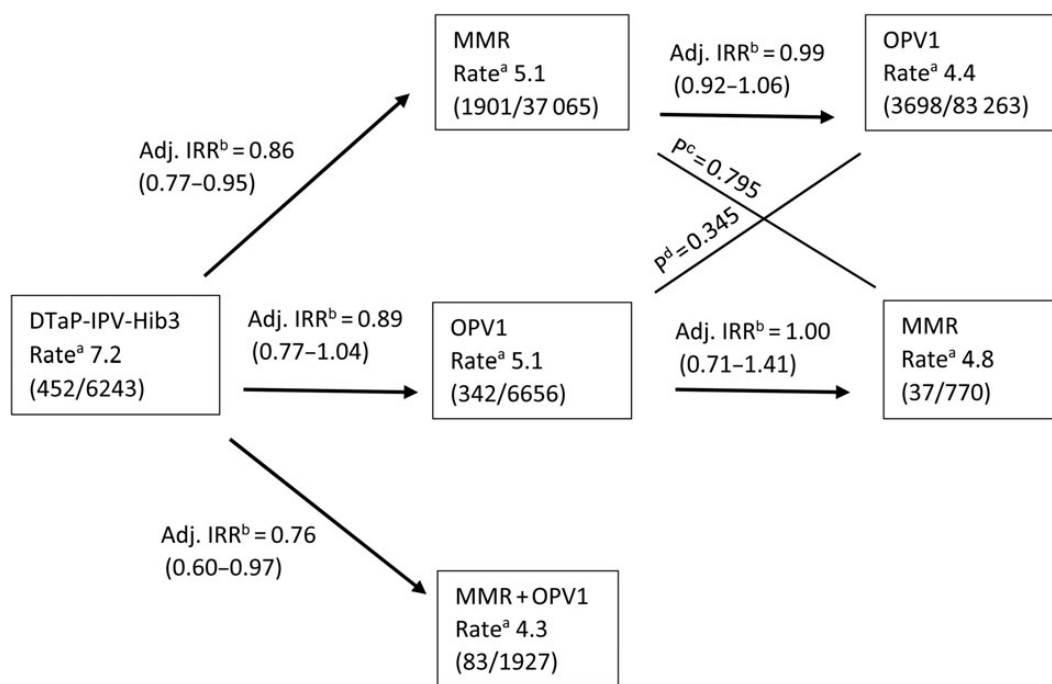 MMR
Rateᵃ 5.1
(1901/37 065)
Adj. IRRᵇ = 0.99
(0.92–1.06)
OPV1
Rateᵃ 4.4
(3698/83 263)
Adj. IRRᵇ = 0.86
(0.77–0.95)
Pᶜ = 0.795
Pᵈ = 0.345
DTaP-IPV-Hib3
Rateᵃ 7.2
(452/6243)
Adj. IRRᵇ = 0.89
(0.77–1.04)
OPV1
Rateᵃ 5.1
(342/6656)
Adj. IRRᵇ = 1.00
(0.71–1.41)
MMR
Rateᵃ 4.8
(37/770)
Adj. IRRᵇ = 0.76
(0.60–0.97)
MMR + OPV1
Rateᵃ 4.3
(83/1927)